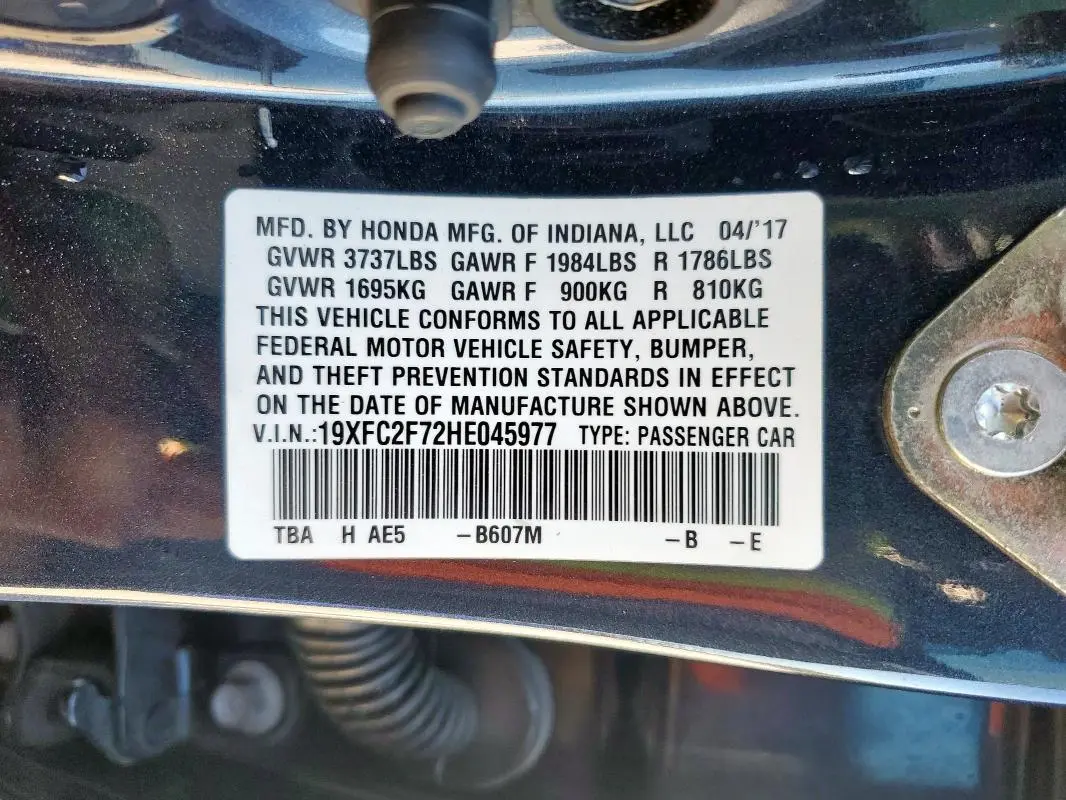 MFD. BY HONDA MFG. OF INDIANA, LLC 04/'17
GVWR 3737LBS GAWR F 1984LBS R 1786LBS
GVWR 1695KG GAWR F 900KG R 810KG
THIS VEHICLE CONFORMS TO ALL APPLICABLE
FEDERAL MOTOR VEHICLE SAFETY, BUMPER,
AND THEFT PREVENTION STANDARDS IN EFFECT
ON THE DATE OF MANUFACTURE SHOWN ABOVE.
V.I.N.:19XFC2F72HE045977 TYPE: PASSENGER CAR
TBA H AE5 -B607M -B -E